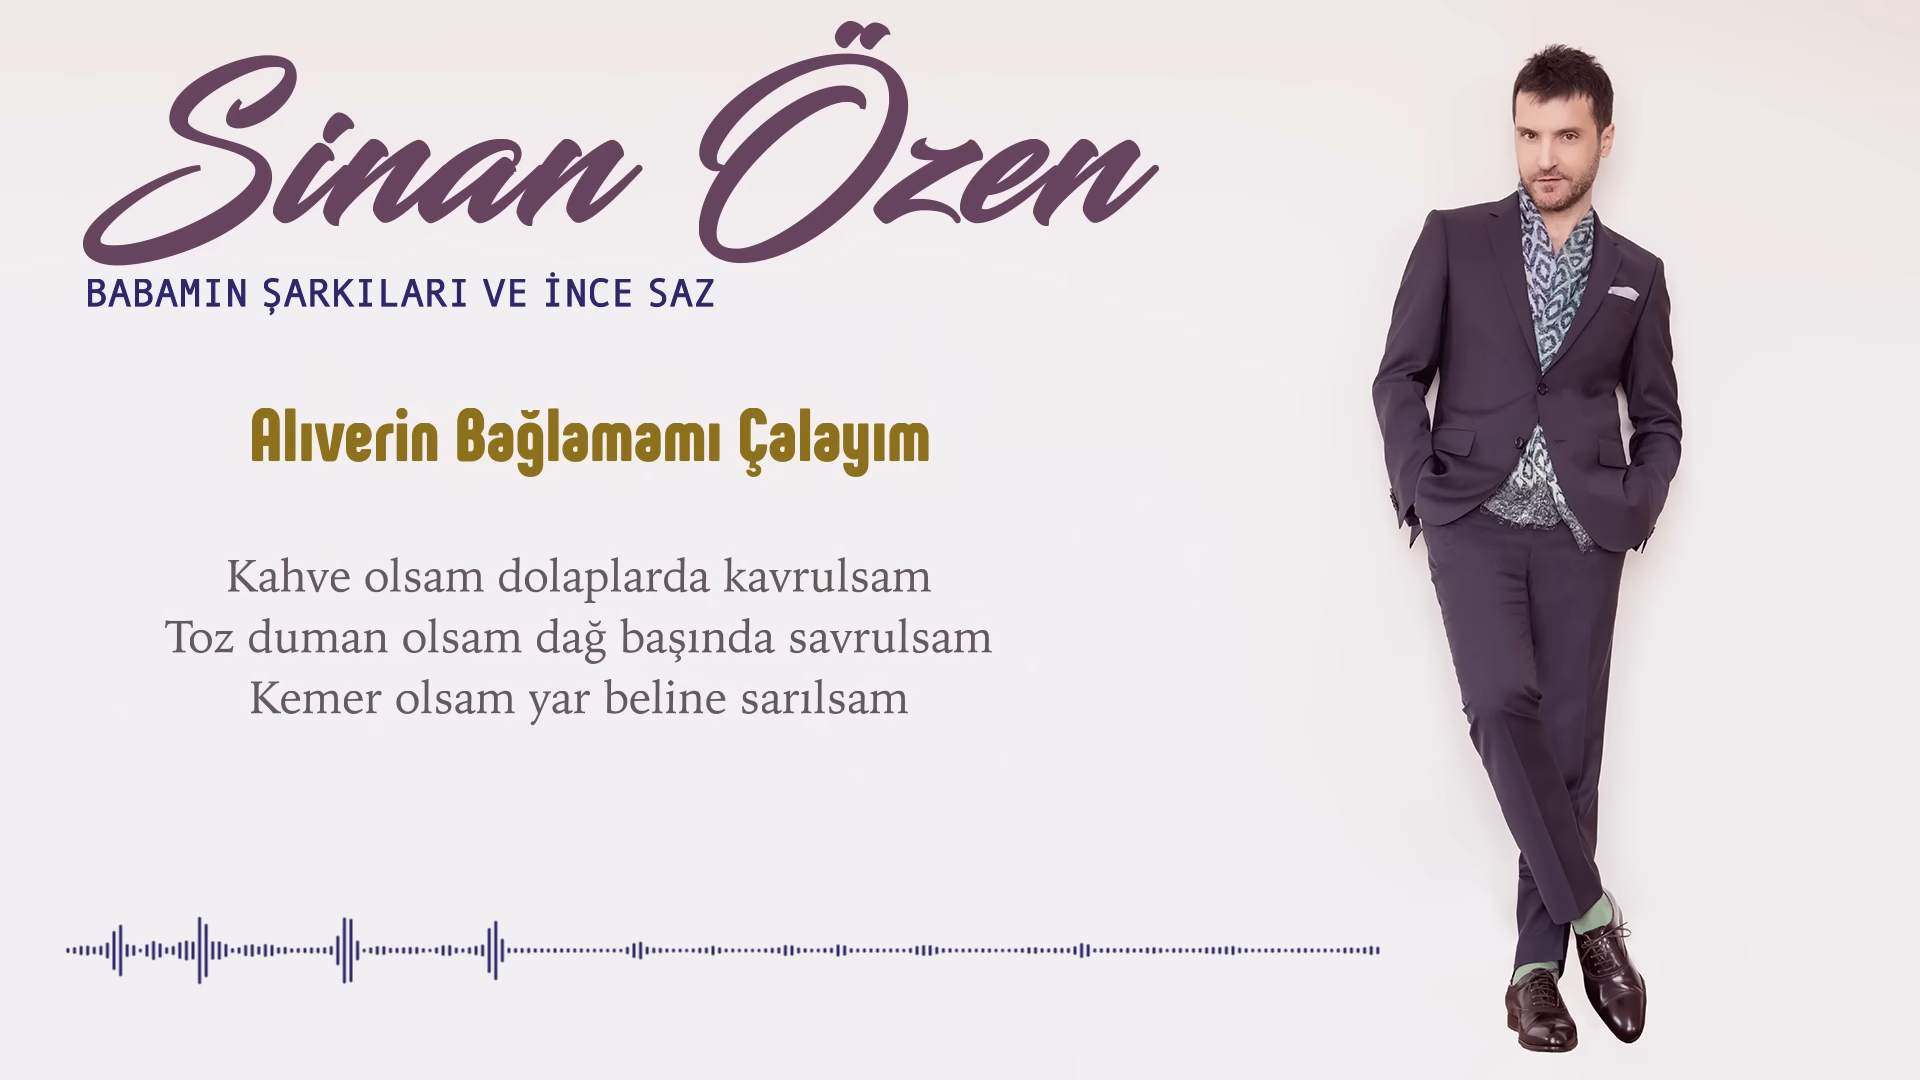 Sinan Özen
BABAMIN ŞARKILARI VE İNCE SAZ
Alıverin Bağlamamı Çalayım
Kahve olsam dolaplarda kavrulsam
Toz duman olsam dağ başında savrulsam
Kemer olsam yar beline sarılsam